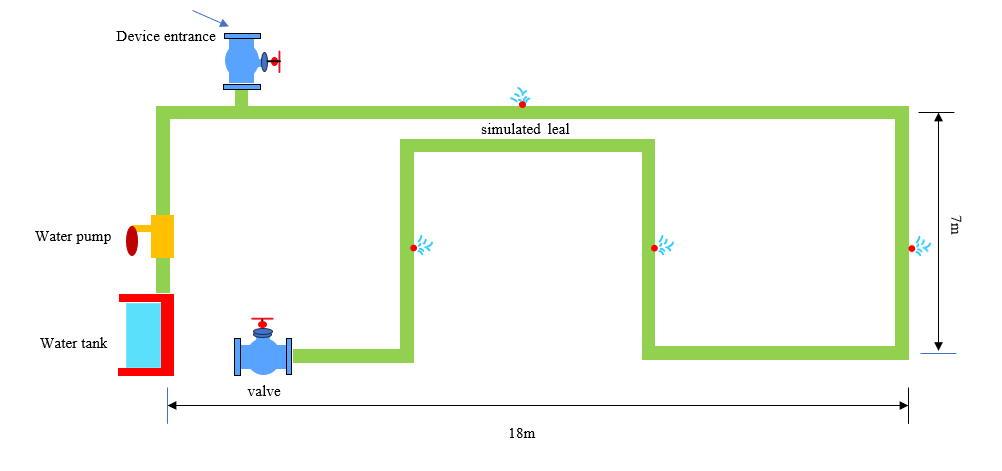 Device entrance
simulated leal
Water pump
7m
Water tank
valve
18m